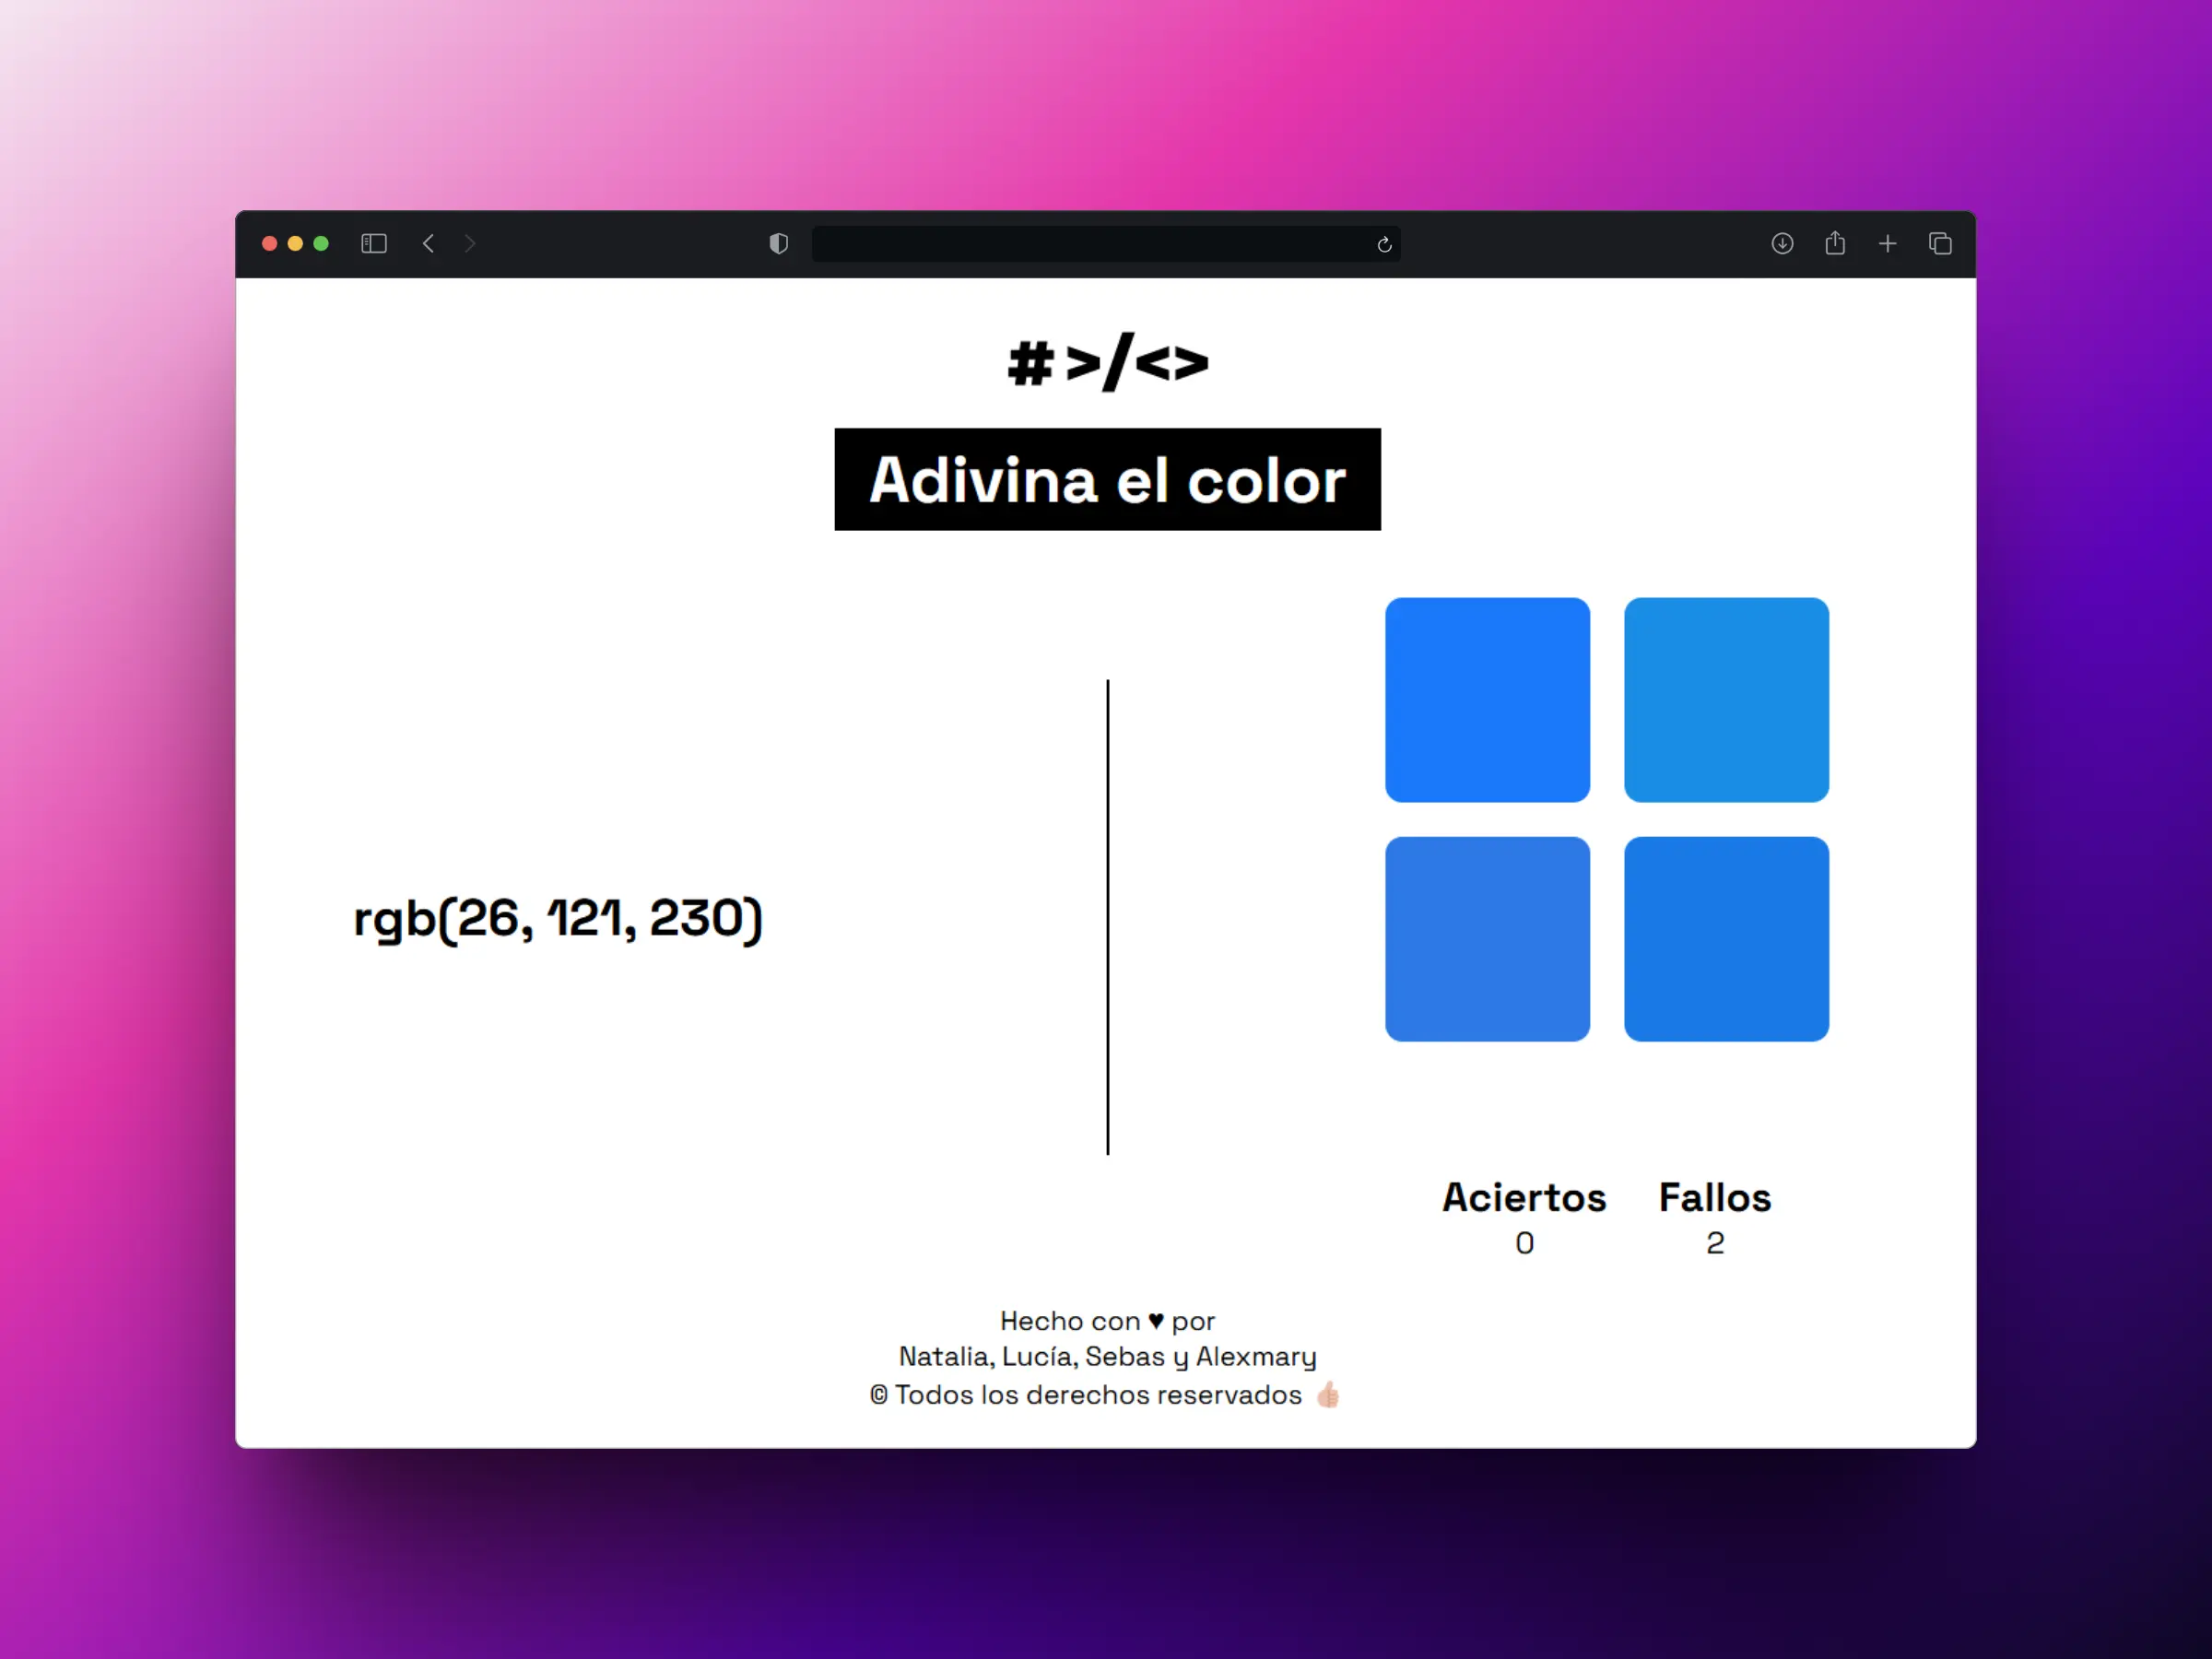 # >/<>
Adivina el color
rgb(26, 121, 230)
Aciertos Fallos
0 2
Hecho con ♥ por
Natalia, Lucía, Sebas y Alexmary
© Todos los derechos reservados 👍🏻